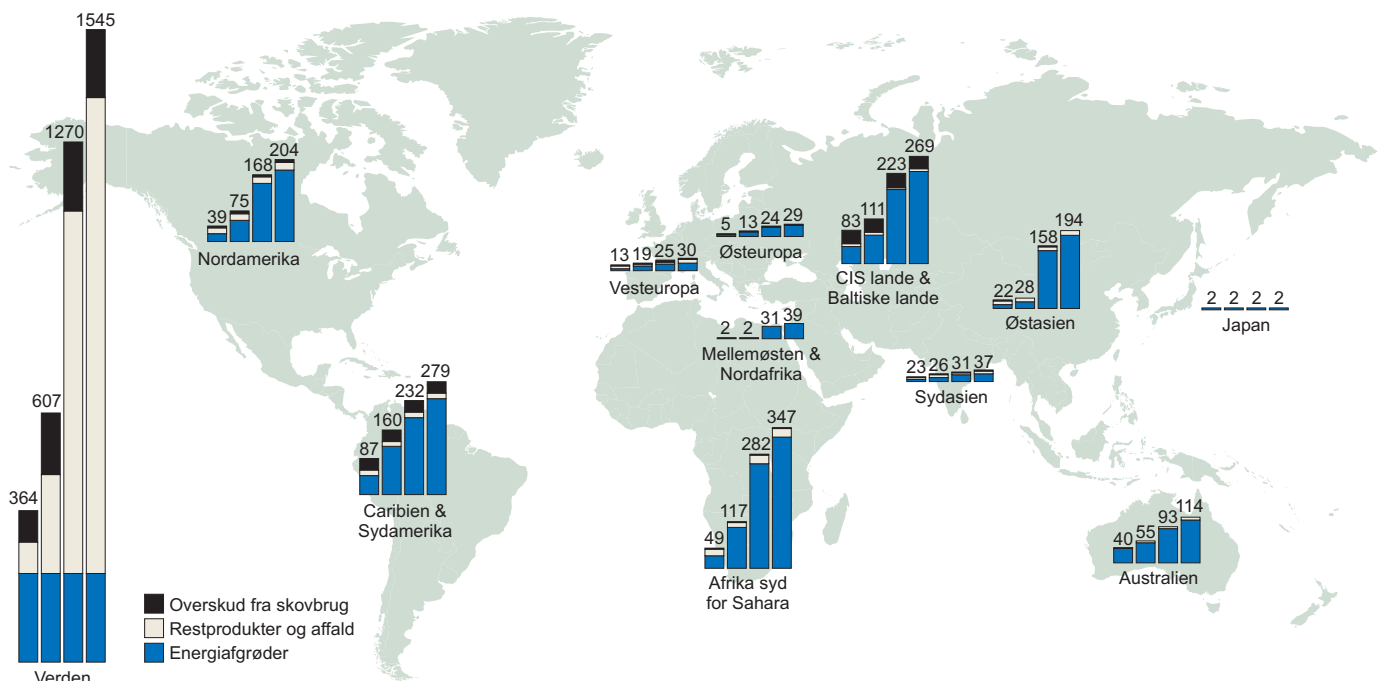 1545
1270
607
364
Verden
39 75 168 204
Nordamerika
87 160 232 279
Caribien &
Sydamerika
13 19 25 30
Vesteuropa
5 13 24 29
Østeuropa
2 2 31 39
Mellemøsten &
Nordafrika
49 117 282 347
Afrika syd
for Sahara
83 111 223 269
CIS lande &
Baltiske lande
22 28 158 194
Østasien
23 26 31 37
Sydasien
2 2 2 2
Japan
40 55 93 114
Australien
Overskud fra skovbrug
Restprodukter og affald
Energiafgrøder